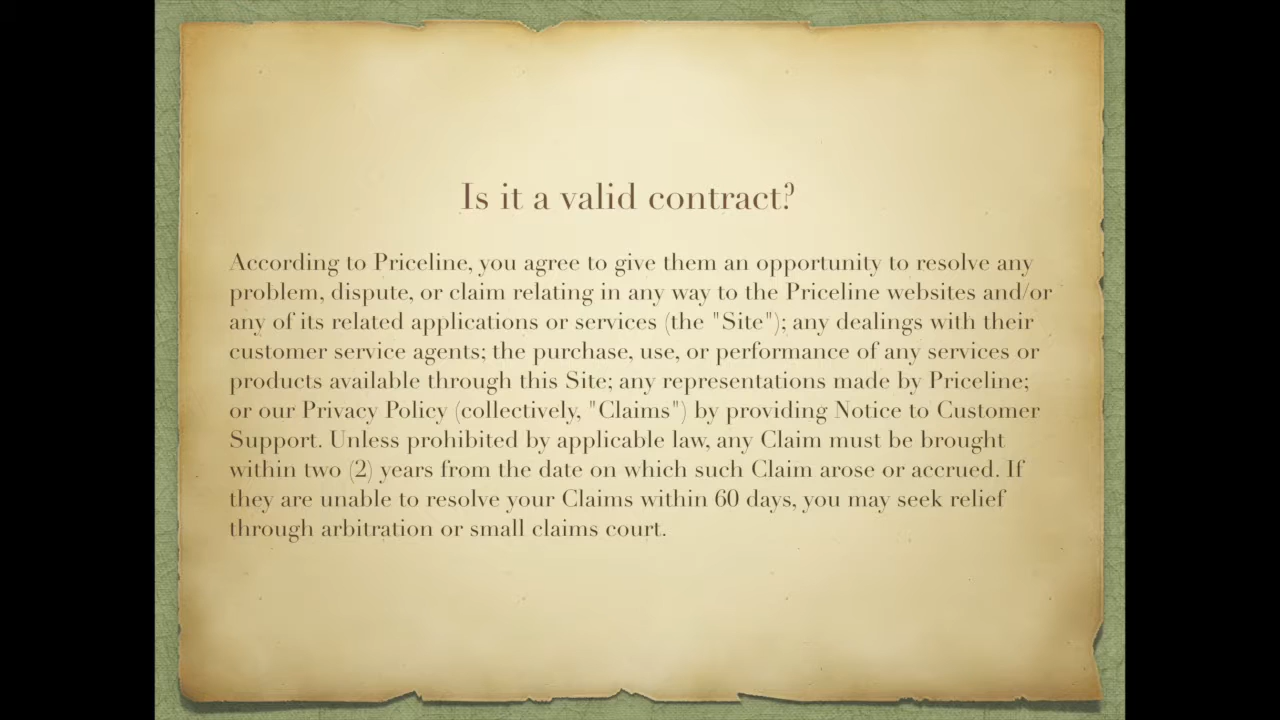 Is it a valid contract?
According to Priceline, you agree to give them an opportunity to resolve any
problem, dispute, or claim relating in any way to the Priceline websites and/or
any of its related applications or services (the "Site"); any dealings with their
customer service agents; the purchase, use, or performance of any services or
products available through this Site; any representations made by Priceline;
or our Privacy Policy (collectively, "Claims") by providing Notice to Customer
Support. Unless prohibited by applicable law, any Claim must be brought
within two (2) years from the date on which such Claim arose or accrued. If
they are unable to resolve your Claims within 60 days, you may seek relief
through arbitration or small claims court.